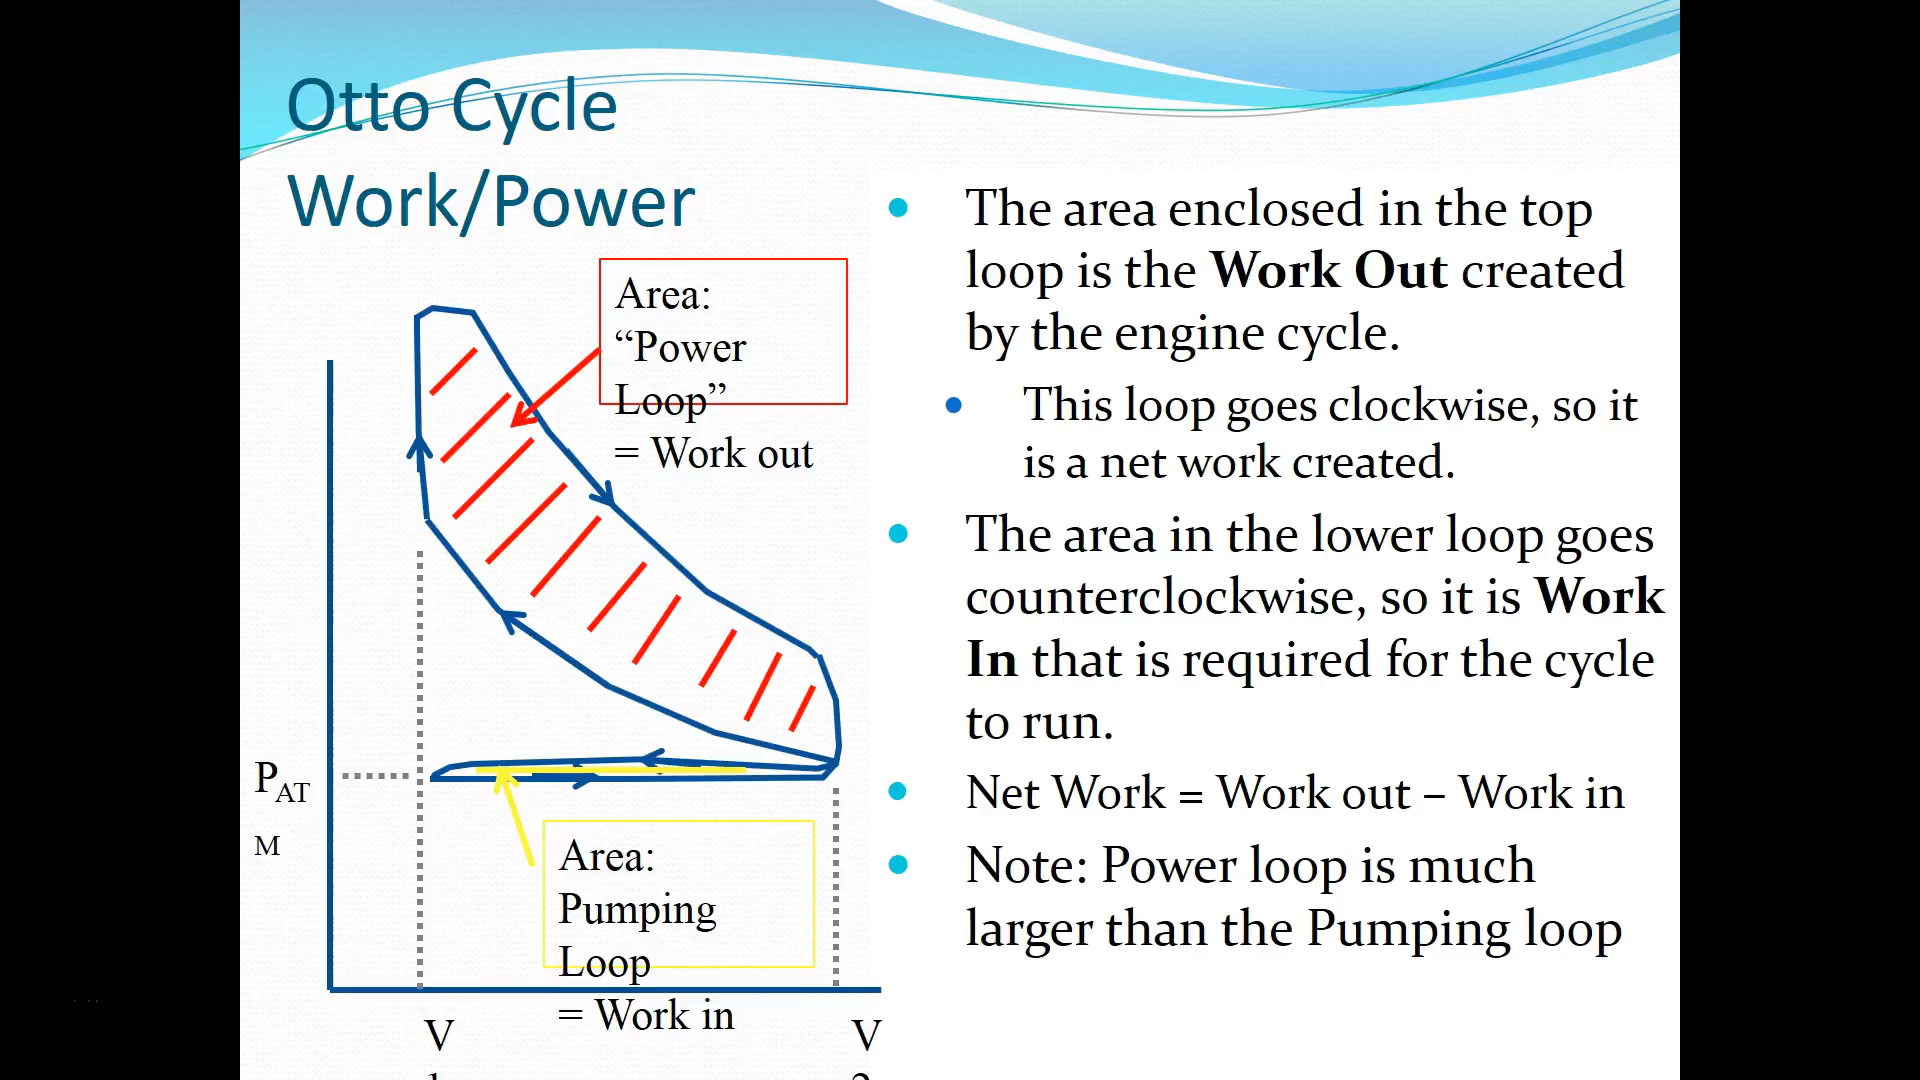 Otto Cycle
Work/Power
Area:
“Power
Loop”
= Work out
P
AT
M
Area:
Pumping
Loop
= Work in
V
V
The area enclosed in the top
loop is the Work Out created
by the engine cycle.
This loop goes clockwise, so it
is a net work created.
The area in the lower loop goes
counterclockwise, so it is Work
In that is required for the cycle
to run.
Net Work = Work out – Work in
Note: Power loop is much
larger than the Pumping loop